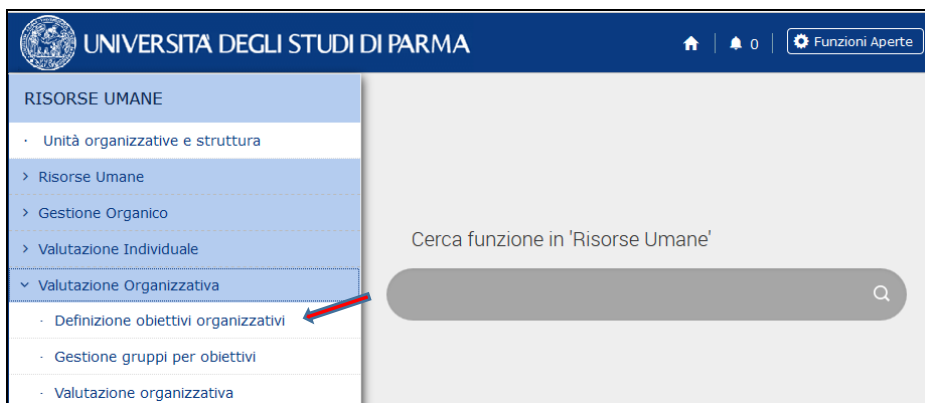 UNIVERSITA' DEGLI STUDI DI PARMA
0
Funzioni Aperte
RISORSE UMANE
· Unità organizzative e struttura
> Risorse Umane
> Gestione Organico
> Valutazione Individuale
Valutazione Organizzativa
· Definizione obiettivi organizzativi
· Gestione gruppi per obiettivi
· Valutazione organizzativa
Cerca funzione in 'Risorse Umane'